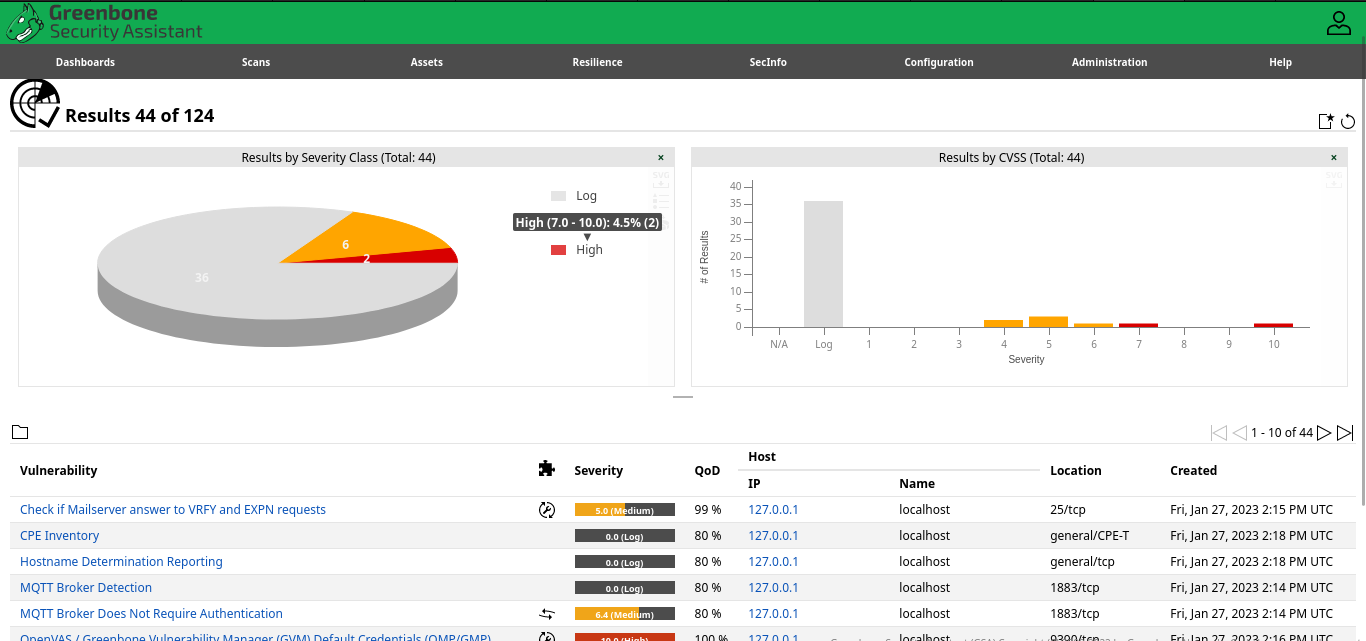 Greenbone
Security Assistant
Dashboards Scans Assets Resilience SecInfo Configuration Administration Help
Results 44 of 124
Results by Severity Class (Total: 44) ×
SVG
Log
High (7.0 - 10.0): 4.5% (2)
High
6
2
36
Results by CVSS (Total: 44) ×
SVG
# of Results
40
35
30
25
20
15
10
5
0
N/A Log 1 2 3 4 5 6 7 8 9 10
Severity
1 - 10 of 44
Vulnerability Severity QoD Host Location Created
IP Name
Check if Mailserver answer to VRFY and EXPN requests 5.0 (Medium) 99 % 127.0.0.1 localhost 25/tcp Fri, Jan 27, 2023 2:15 PM UTC
CPE Inventory 0.0 (Log) 80 % 127.0.0.1 localhost general/CPE-T Fri, Jan 27, 2023 2:18 PM UTC
Hostname Determination Reporting 0.0 (Log) 80 % 127.0.0.1 localhost general/tcp Fri, Jan 27, 2023 2:18 PM UTC
MQTT Broker Detection 0.0 (Log) 80 % 127.0.0.1 localhost 1883/tcp Fri, Jan 27, 2023 2:14 PM UTC
MQTT Broker Does Not Require Authentication 6.4 (Medium) 80 % 127.0.0.1 localhost 1883/tcp Fri, Jan 27, 2023 2:14 PM UTC
OpenVAS / Greenbone Vulnerability Manager (GVM) Default Credentials (OMP/GMP) 10.0 (High) 100 % 127.0.0.1 localhost 9390/tcp Fri, Jan 27, 2023 2:16 PM UTC